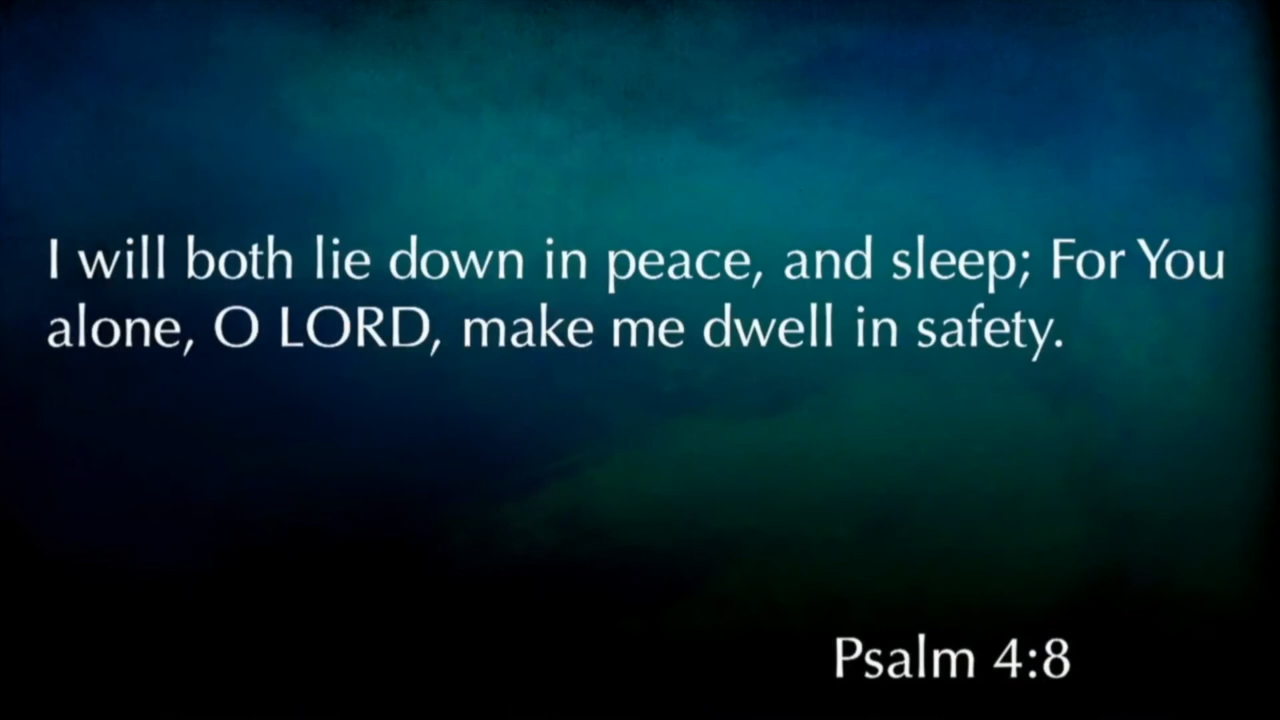 I will both lie down in peace, and sleep; For You
alone, O LORD, make me dwell in safety.
Psalm 4:8